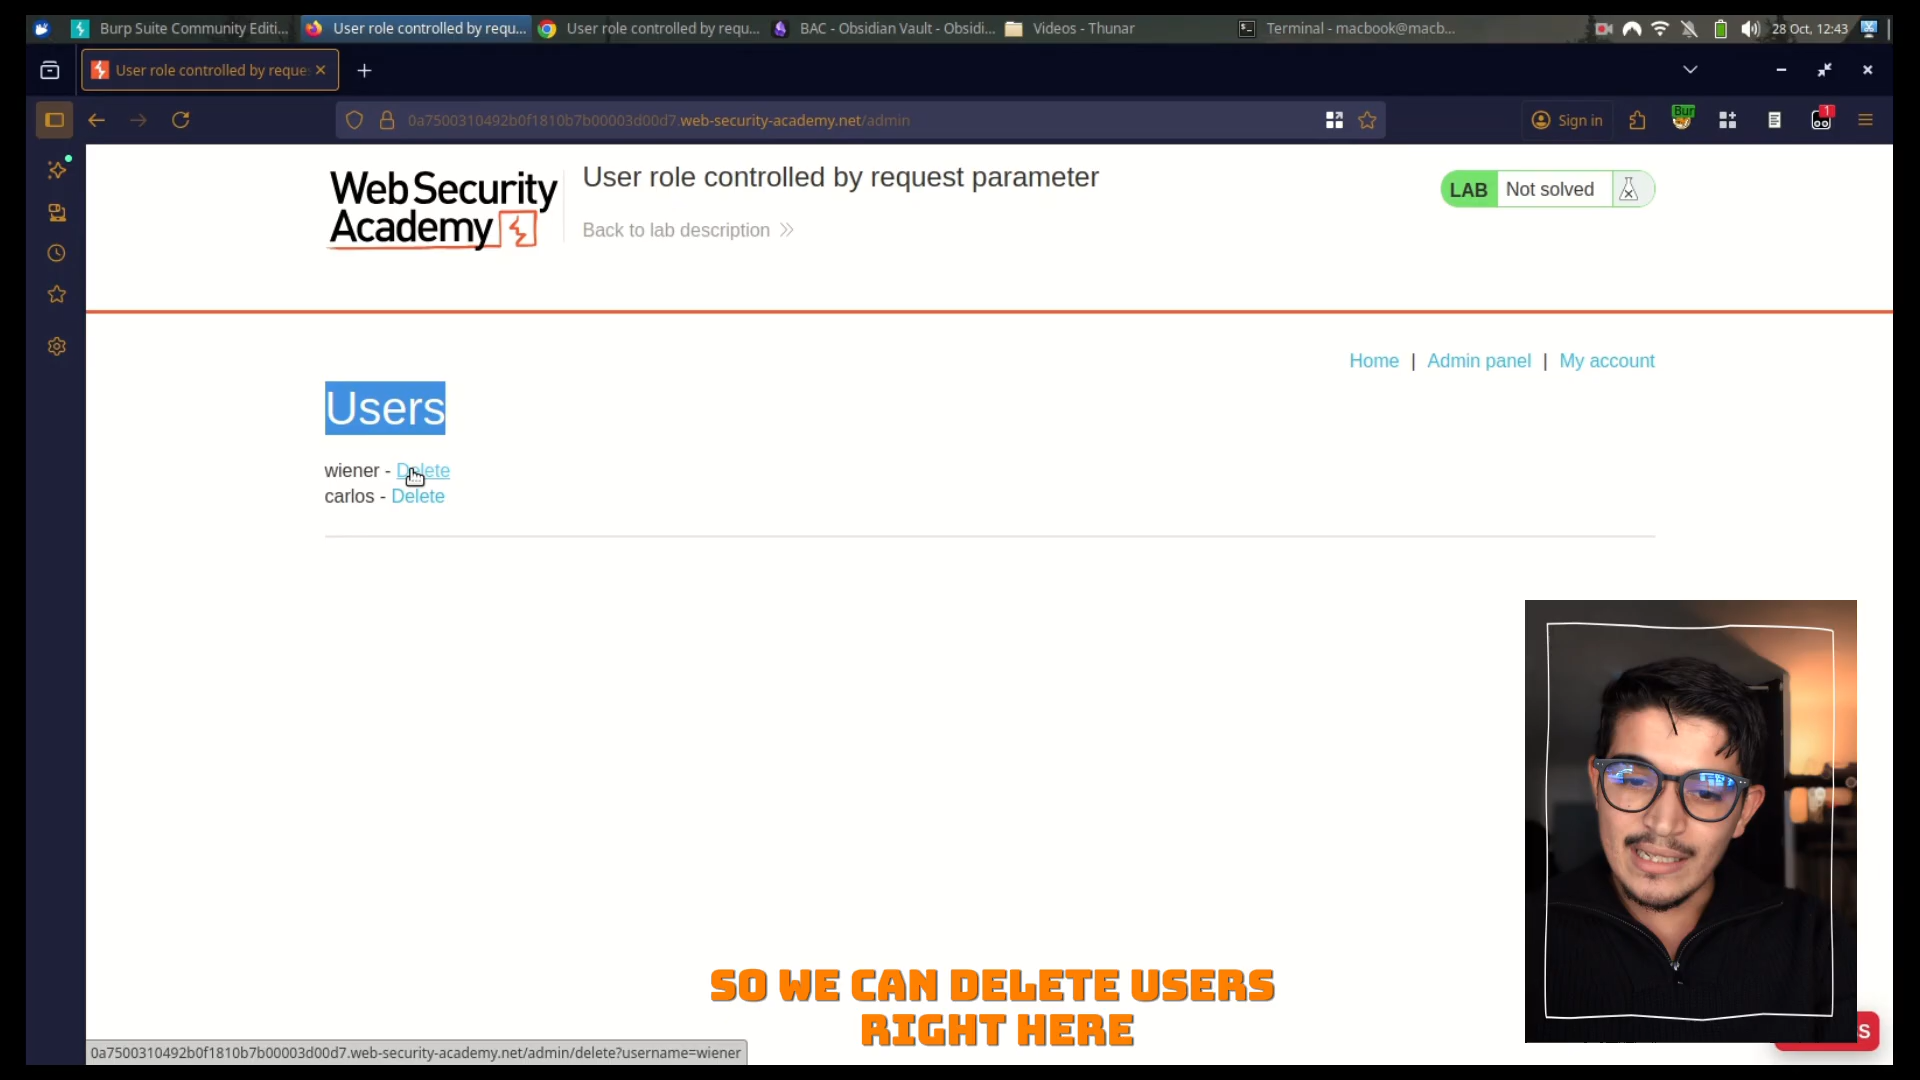 Burp Suite Community Editi...
User role controlled by requ...
User role controlled by requ...
BAC - Obsidian Vault - Obsidi...
Videos - Thunar
Terminal - macbook@macb...
28 Oct, 12:43
User role controlled by reque
0a7500310492b0f1810b7b00003d00d7.web-security-academy.net/admin
Sign in
Bur
1
WebSecurity
Academy
User role controlled by request parameter
Back to lab description
LAB
Not solved
Home | Admin panel | My account
Users
wiener - Delete
carlos - Delete
SO WE CAN DELETE USERS
RIGHT HERE
S
0a7500310492b0f1810b7b00003d00d7.web-security-academy.net/admin/delete?username=wiener